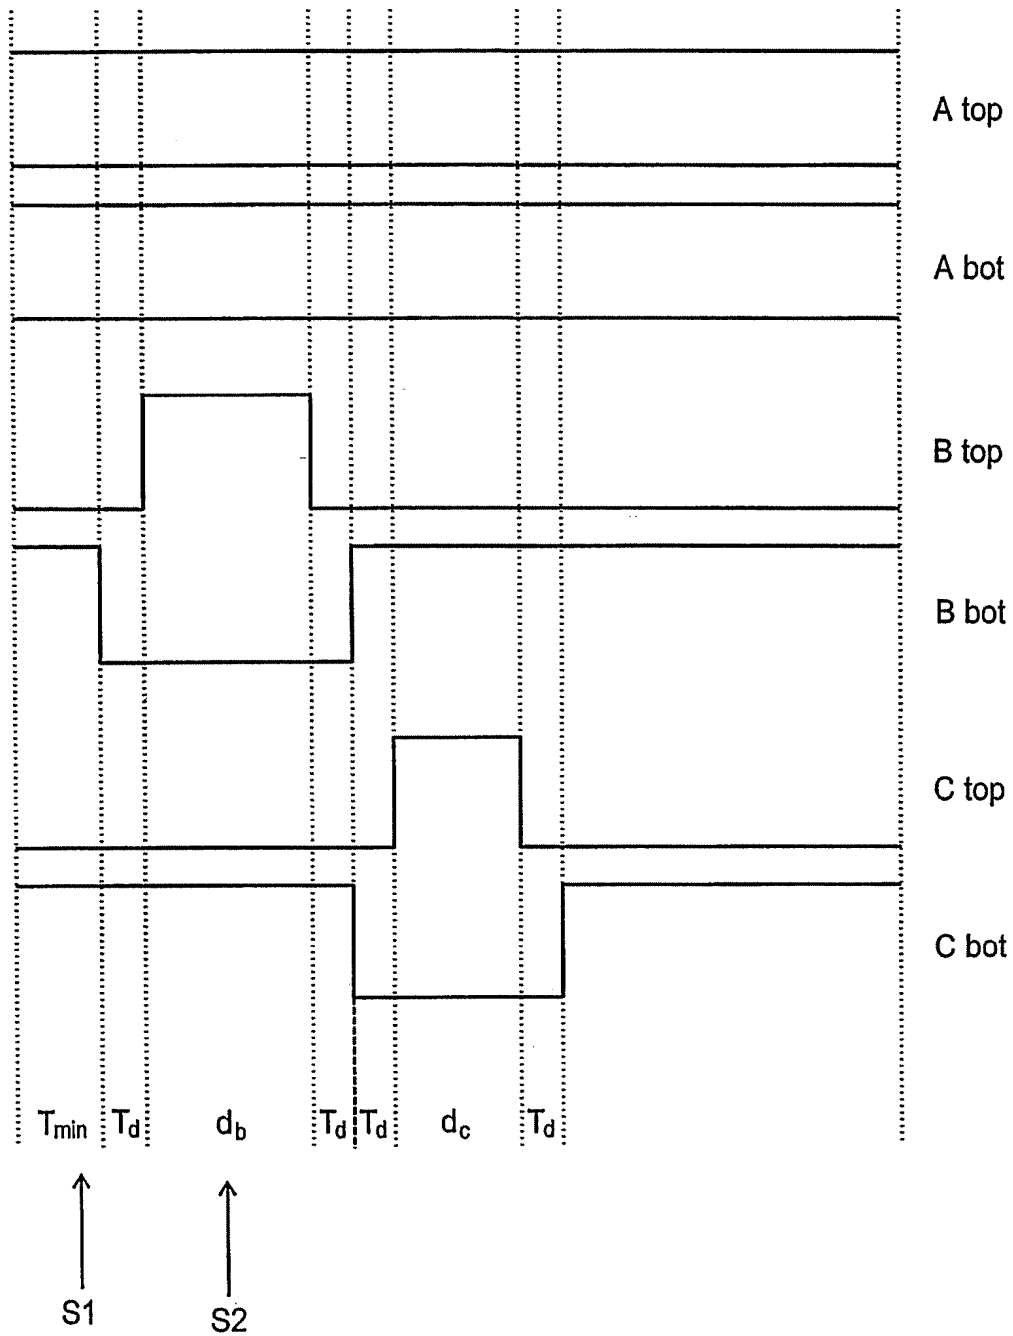 A top
A bot
B top
B bot
C top
C bot
Tmin Td db Td Td dc Td
S1
S2